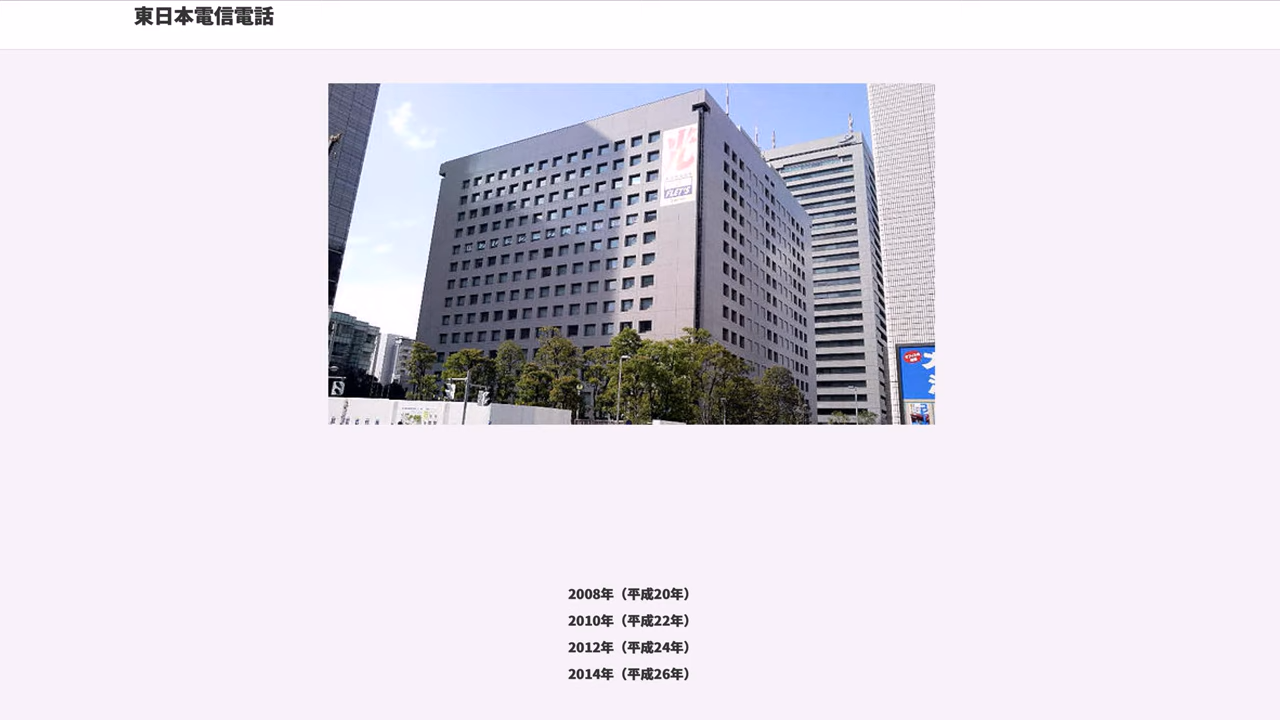 東日本電信電話
光
FLET'S
2008年（平成20年）
2010年（平成22年）
2012年（平成24年）
2014年（平成26年）